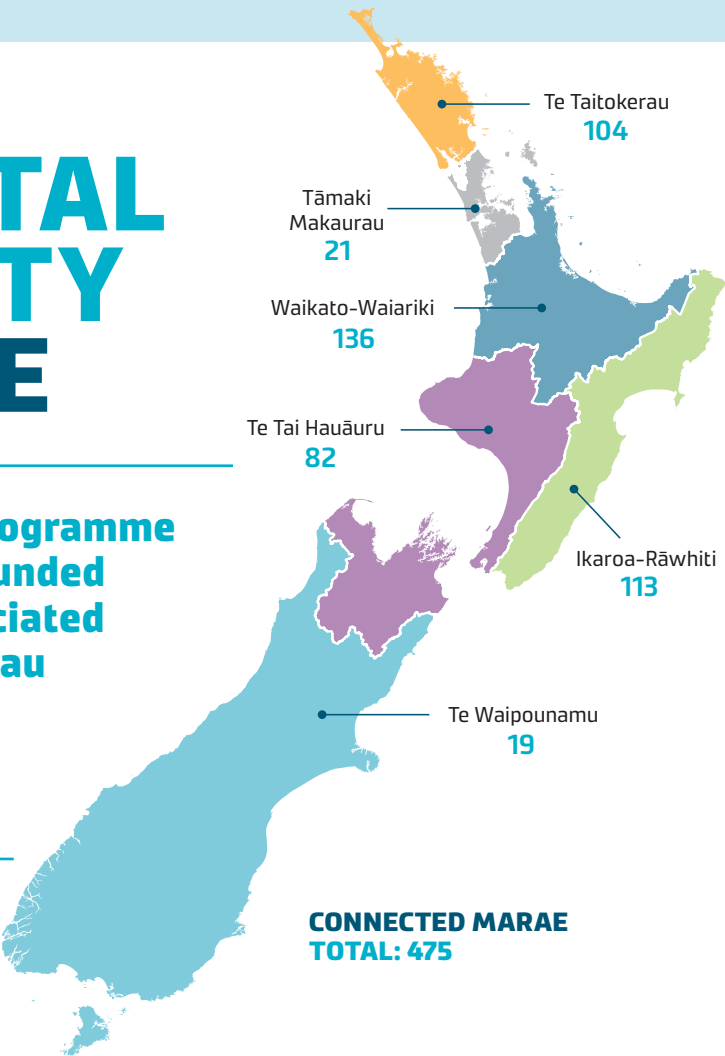 TAL
TY
E
ogramme
unded
ciated
au
Te Taitokerau
104
Tāmaki
Makaurau
21
Waikato-Waiariki
136
Te Tai Hauāuru
82
Ikaroa-Rāwhiti
113
Te Waipounamu
19
CONNECTED MARAE
TOTAL: 475